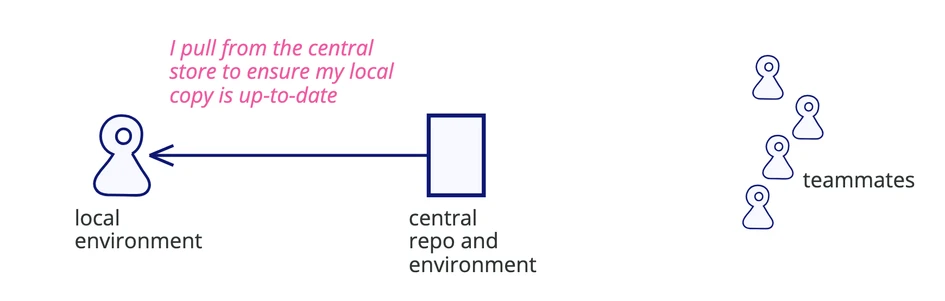 I pull from the central
store to ensure my local
copy is up-to-date
local
environment
central
repo and
environment
teammates